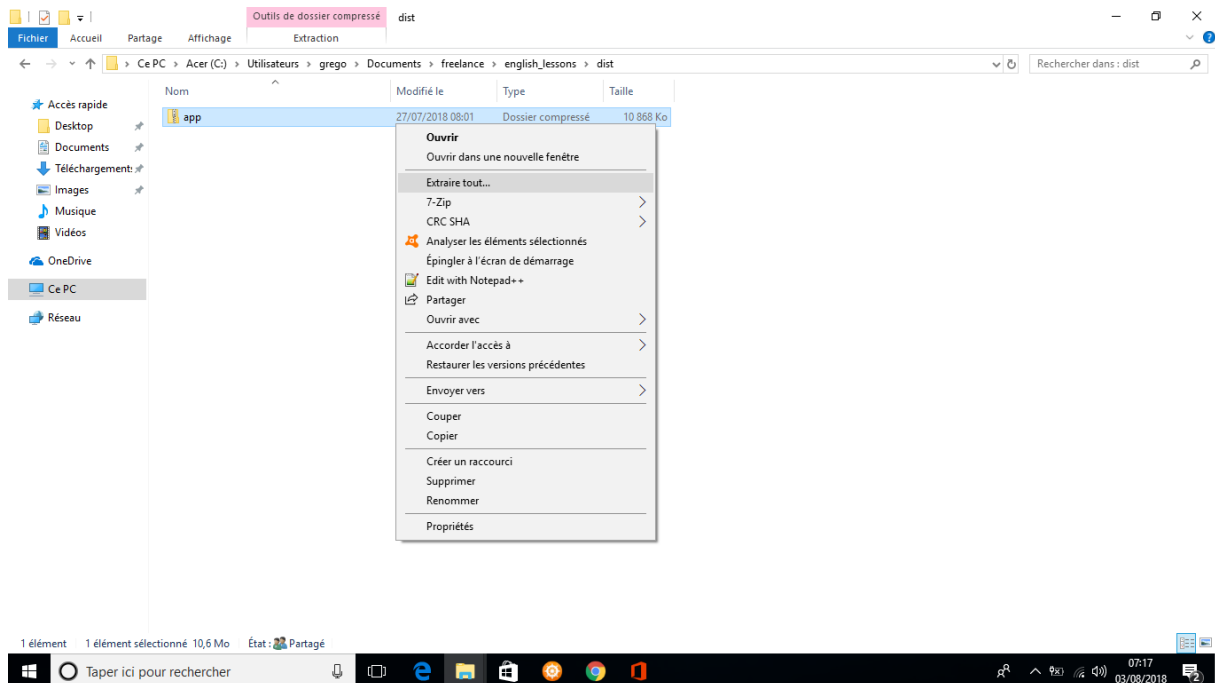 Outils de dossier compressé dist
Fichier Accueil Partage Affichage Extraction
Ce PC > Acer (C:) > Utilisateurs > grego > Documents > freelance > english_lessons > dist
Rechercher dans : dist
Nom Modifié le Type Taille
app 27/07/2018 08:01 Dossier compressé 10 868 Ko
Accès rapide
Desktop
Documents
Téléchargement:
Images
Musique
Vidéos
OneDrive
Ce PC
Réseau
Ouvrir
Ouvrir dans une nouvelle fenêtre
Extraire tout...
7-Zip
CRC SHA
Analyser les éléments sélectionnés
Épingler à l'écran de démarrage
Edit with Notepad++
Partager
Ouvrir avec
Accorder l'accès à
Restaurer les versions précédentes
Envoyer vers
Couper
Copier
Créer un raccourci
Supprimer
Renommer
Propriétés
1 élément 1 élément sélectionné 10,6 Mo État : Partagé
Taper ici pour rechercher
07:17
03/08/2018
2